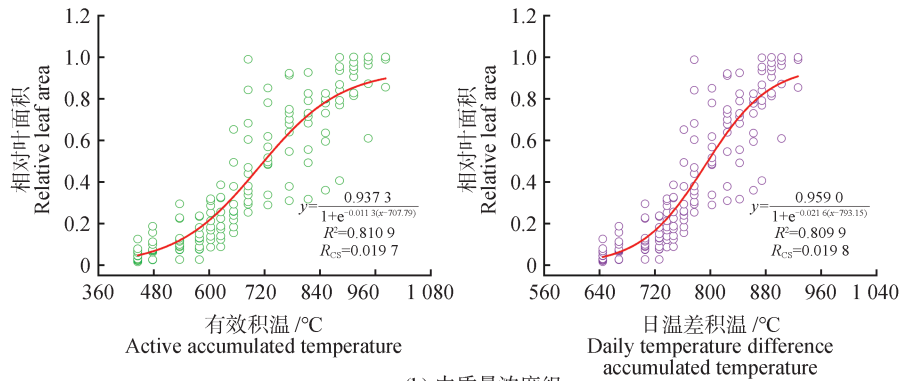 1.2
1.0
0.8
0.6
0.4
0.2
0
相对叶面积
Relative leaf area
y=0.937 3/1+e^−0.011 3(x−707.79)
R²=0.810 9
R_CS=0.019 7
360 480 600 720 840 960 1 080
有效积温 /℃
Active accumulated temperature
1.2
1.0
0.8
0.6
0.4
0.2
0
相对叶面积
Relative leaf area
y=0.959 0/1+e^−0.021 6(x−793.15)
R²=0.809 9
R_CS=0.019 8
560 640 720 800 880 960 1 040
日温差积温 /℃
Daily temperature difference
accumulated temperature